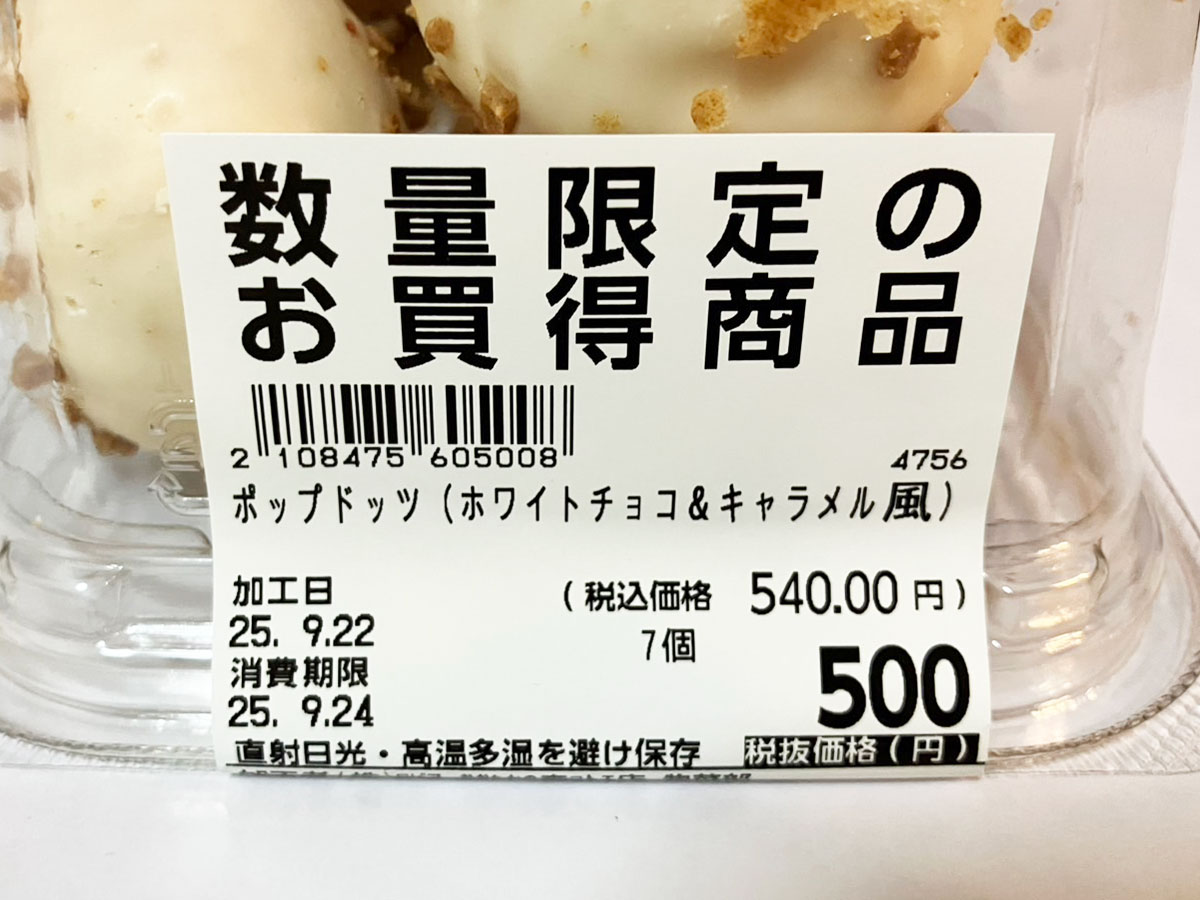 数量限定の
お買得商品
2 108475 605008
4756
ポップドッツ（ホワイトチョコ＆キャラメル風）
加工日
25. 9.22
（税込価格 540.00円）
7個
消費期限
25. 9.24
500
直射日光・高温多湿を避け保存
税抜価格（円）